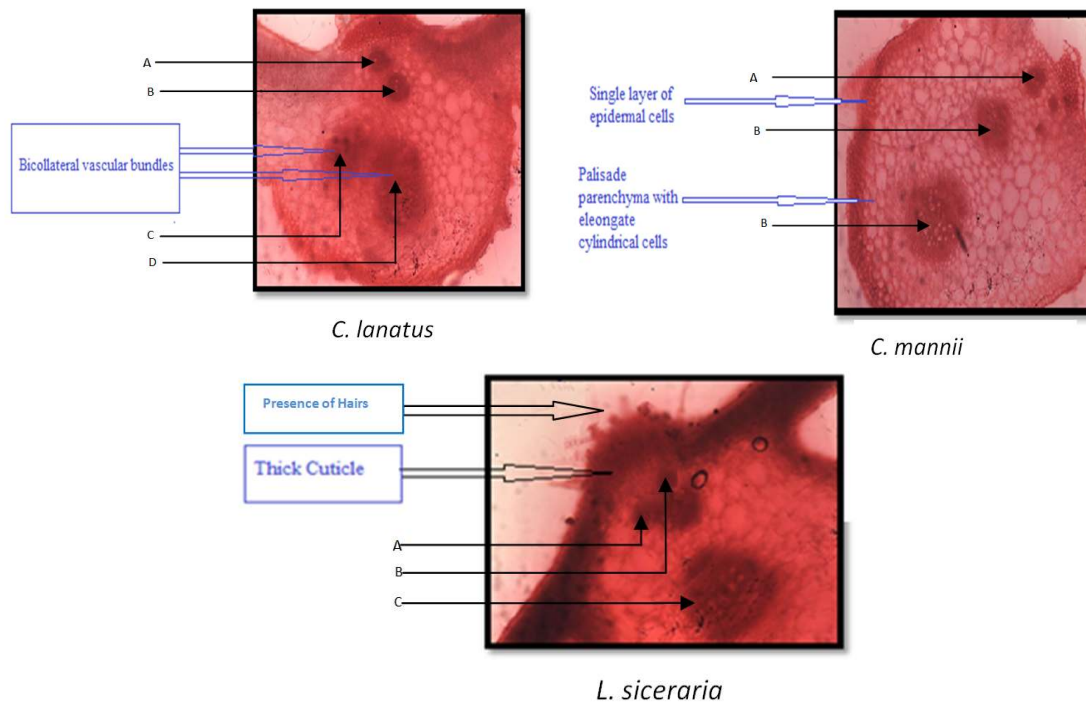 A
B
Bicollateral vascular bundles
C
D
C. lanatus
A
Single layer of
epidermal cells
B
Palisade
parenchyma with
eleongate
cylindrical cells
B
C. mannii
Presence of Hairs
Thick Cuticle
A
B
C
L. siceraria